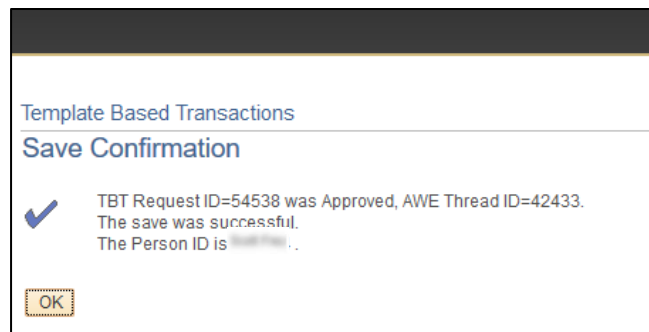 Template Based Transactions
Save Confirmation
TBT Request ID=54538 was Approved, AWE Thread ID=42433.
The save was successful.
The Person ID is .
OK